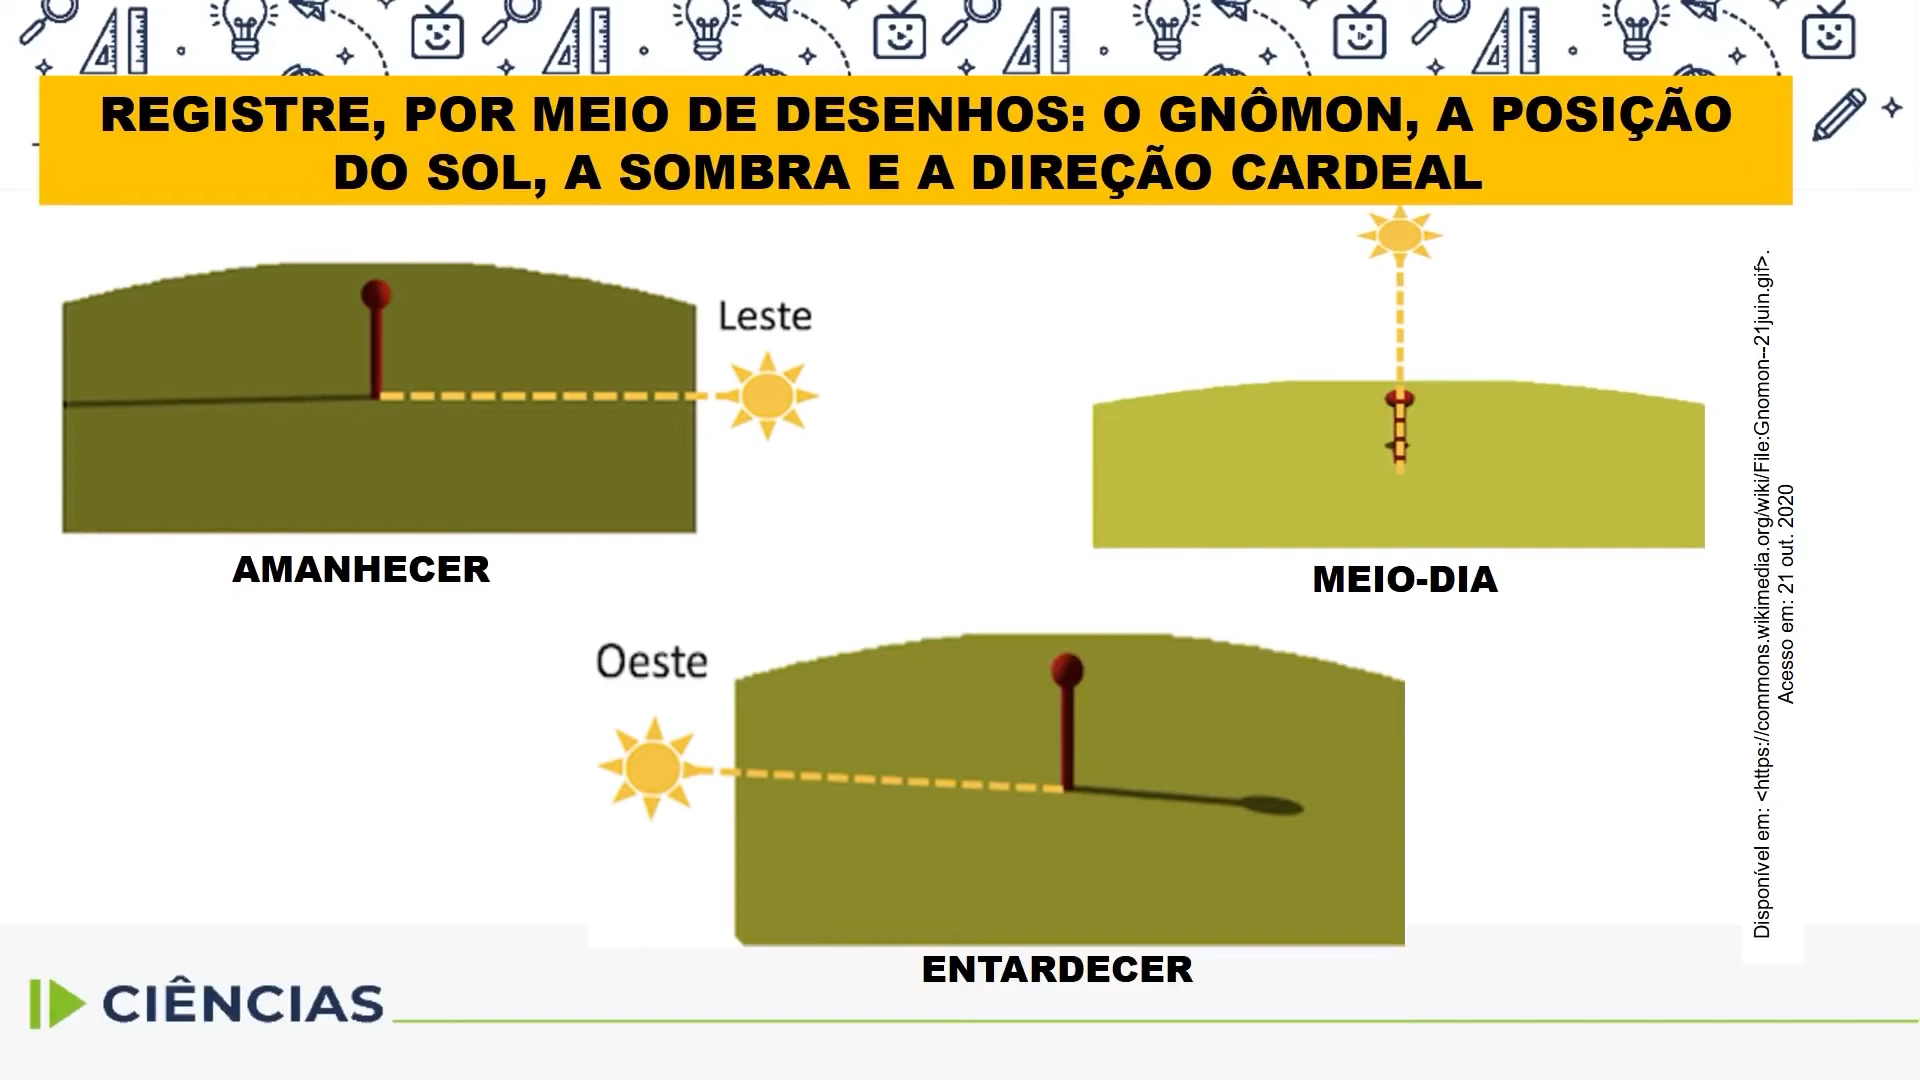 REGISTRE, POR MEIO DE DESENHOS: O GNÔMON, A POSIÇÃO
DO SOL, A SOMBRA E A DIREÇÃO CARDEAL
Leste
AMANHECER
MEIO-DIA
Oeste
ENTARDECER
Disponível em: <https://commons.wikimedia.org/wiki/File:Gnomon--21juin.gif>.
Acesso em: 21 out. 2020
CIÊNCIAS